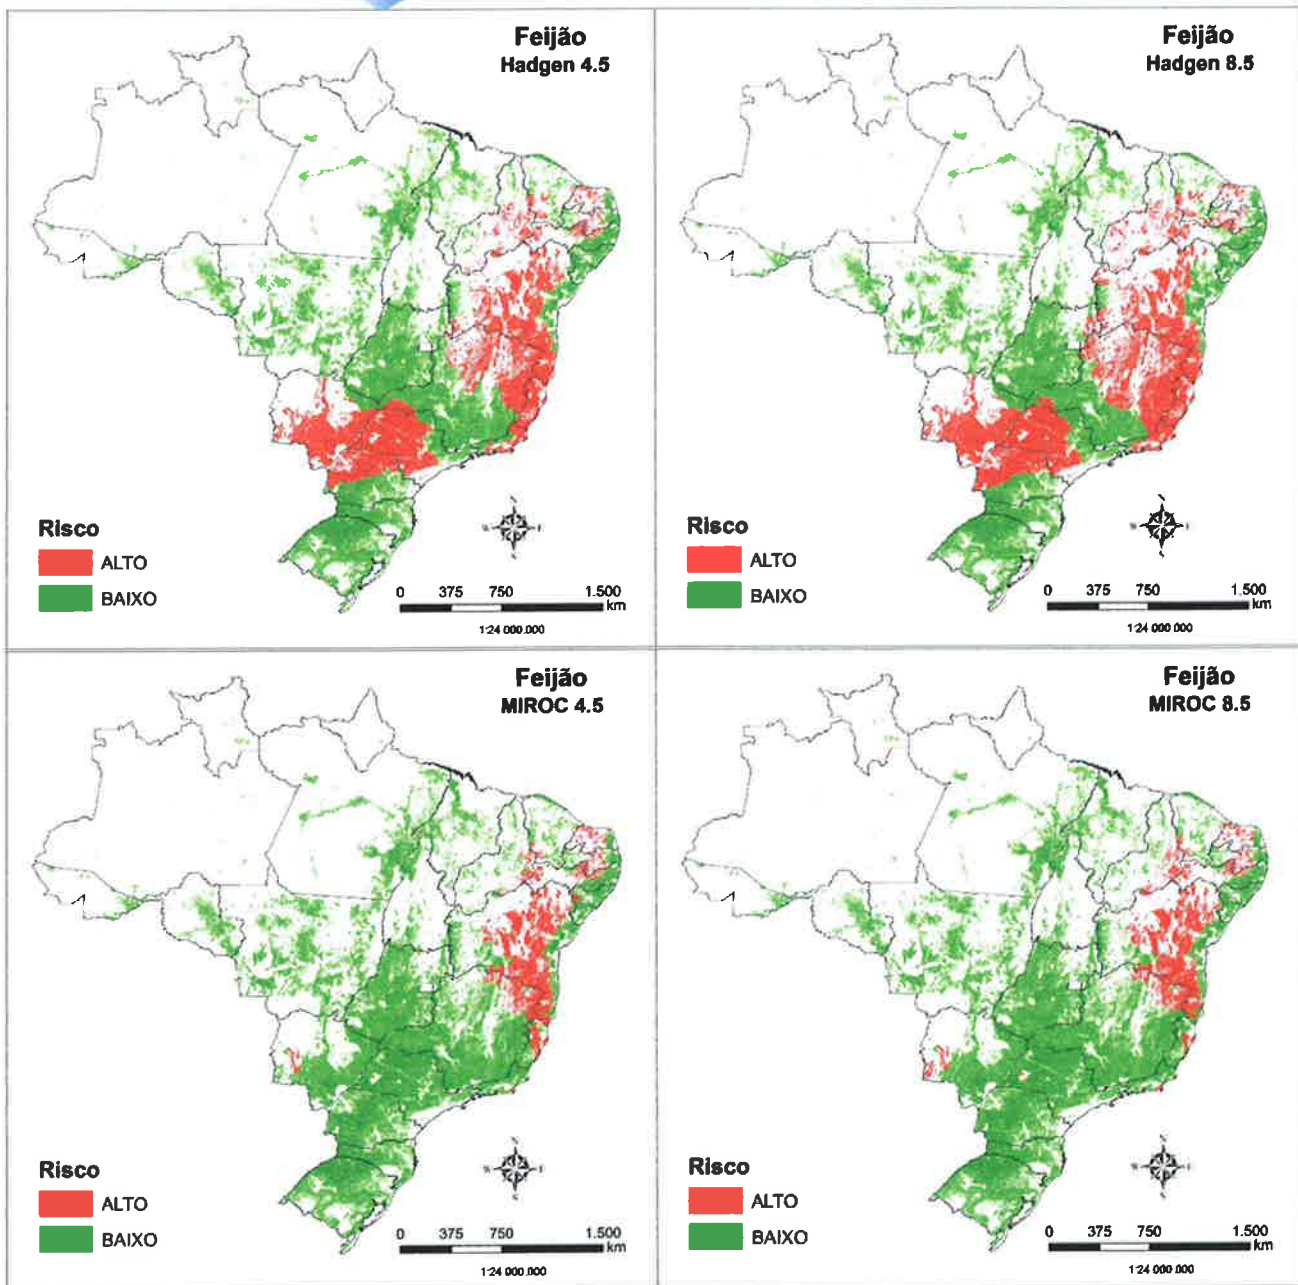 Feijão
Hadgen 4.5
Risco
ALTO
BAIXO
N
W
E
S
0 375 750 1.500
km
1:24 000.000
Feijão
Hadgen 8.5
Risco
ALTO
BAIXO
N
W
E
S
0 375 750 1.500
km
1:24 000.000
Feijão
MIROC 4.5
Risco
ALTO
BAIXO
N
W
E
S
0 375 750 1.500
km
1:24 000.000
Feijão
MIROC 8.5
Risco
ALTO
BAIXO
N
W
E
S
0 375 750 1.500
km
1:24 000.000